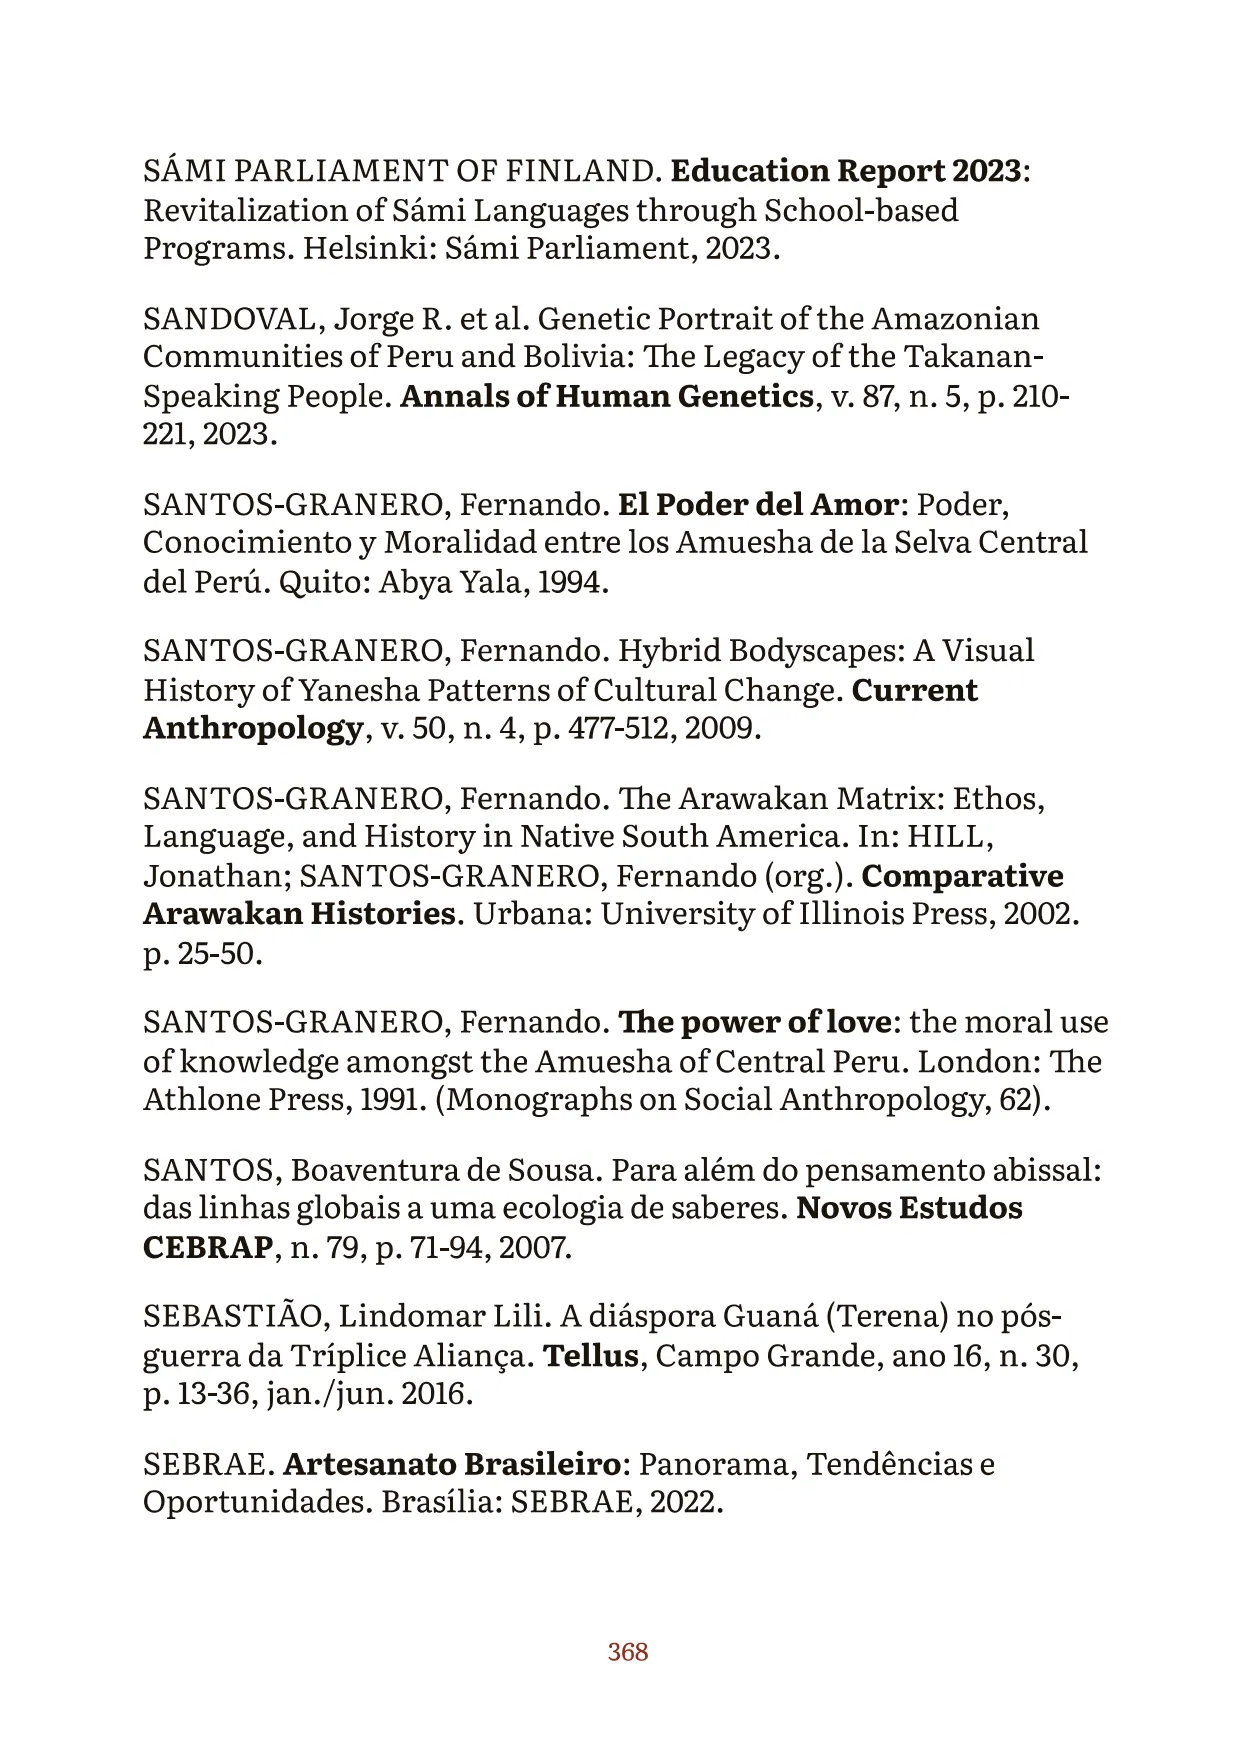 SÁMI PARLIAMENT OF FINLAND. Education Report 2023:
Revitalization of Sámi Languages through School-based
Programs. Helsinki: Sámi Parliament, 2023.
SANDOVAL, Jorge R. et al. Genetic Portrait of the Amazonian
Communities of Peru and Bolivia: The Legacy of the Takanan-
Speaking People. Annals of Human Genetics, v. 87, n. 5, p. 210-
221, 2023.
SANTOS-GRANERO, Fernando. El Poder del Amor: Poder,
Conocimiento y Moralidad entre los Amuesha de la Selva Central
del Perú. Quito: Abya Yala, 1994.
SANTOS-GRANERO, Fernando. Hybrid Bodyscapes: A Visual
History of Yanesha Patterns of Cultural Change. Current
Anthropology, v. 50, n. 4, p. 477-512, 2009.
SANTOS-GRANERO, Fernando. The Arawakan Matrix: Ethos,
Language, and History in Native South America. In: HILL,
Jonathan; SANTOS-GRANERO, Fernando (org.). Comparative
Arawakan Histories. Urbana: University of Illinois Press, 2002.
p. 25-50.
SANTOS-GRANERO, Fernando. The power of love: the moral use
of knowledge amongst the Amuesha of Central Peru. London: The
Athlone Press, 1991. (Monographs on Social Anthropology, 62).
SANTOS, Boaventura de Sousa. Para além do pensamento abissal:
das linhas globais a uma ecologia de saberes. Novos Estudos
CEBRAP, n. 79, p. 71-94, 2007.
SEBASTIÃO, Lindomar Lili. A diáspora Guaná (Terena) no pós-
guerra da Tríplice Aliança. Tellus, Campo Grande, ano 16, n. 30,
p. 13-36, jan./jun. 2016.
SEBRAE. Artesanato Brasileiro: Panorama, Tendências e
Oportunidades. Brasília: SEBRAE, 2022.
368